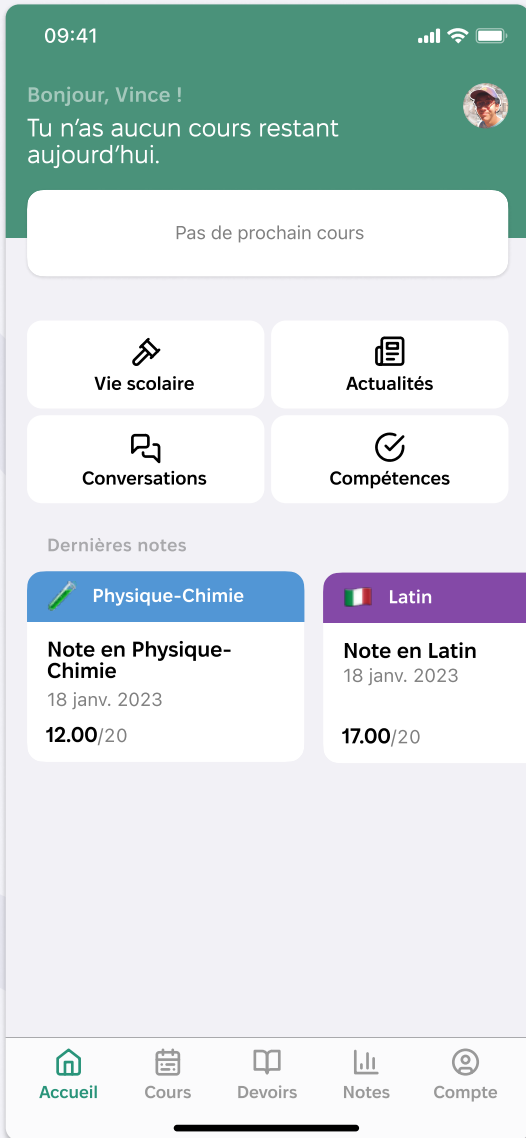 09:41
Bonjour, Vince !
Tu n’as aucun cours restant
aujourd’hui.
Pas de prochain cours
Vie scolaire
Actualités
Conversations
Compétences
Dernières notes
Physique-Chimie
Note en Physique-
Chimie
18 janv. 2023
12.00/20
Latin
Note en Latin
18 janv. 2023
17.00/20
Accueil
Cours
Devoirs
Notes
Compte